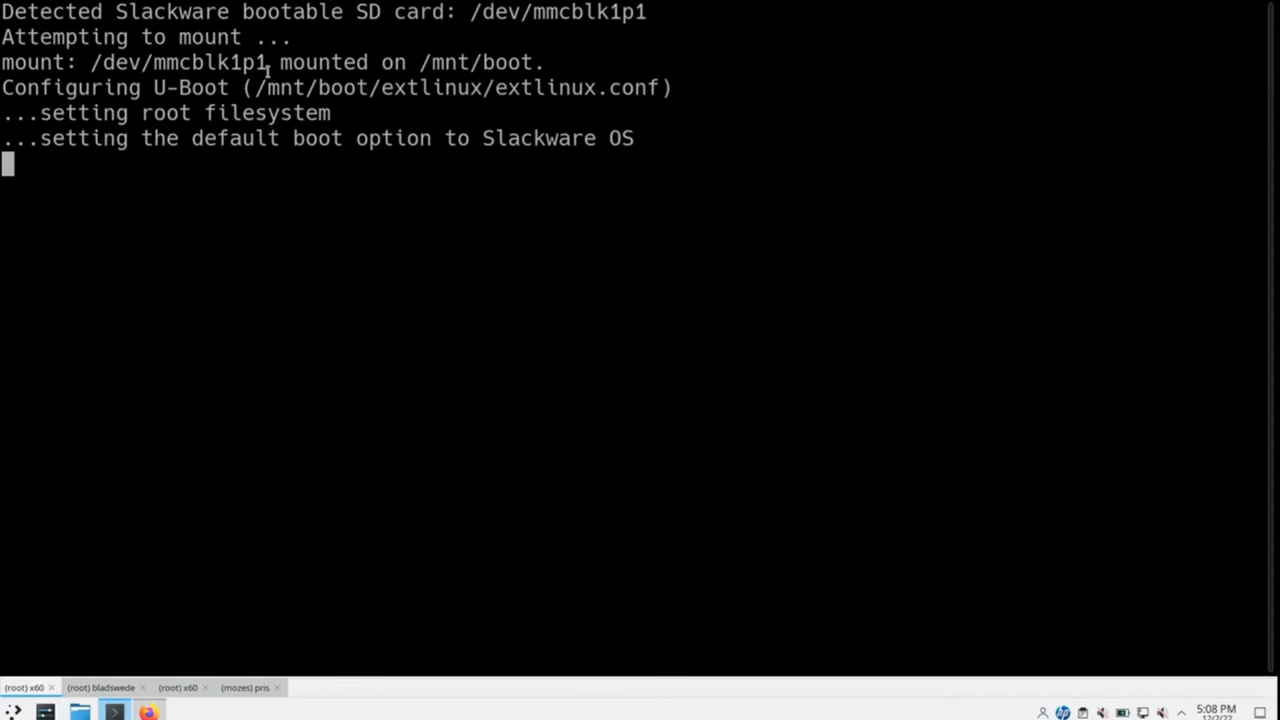 Detected Slackware bootable SD card: /dev/mmcblk1p1
Attempting to mount ...
mount: /dev/mmcblk1p1 mounted on /mnt/boot.
Configuring U-Boot (/mnt/boot/extlinux/extlinux.conf)
...setting root filesystem
...setting the default boot option to Slackware OS
(root) x60
(root) bladswede
(root) x60
(mozes) pris
5:08 PM